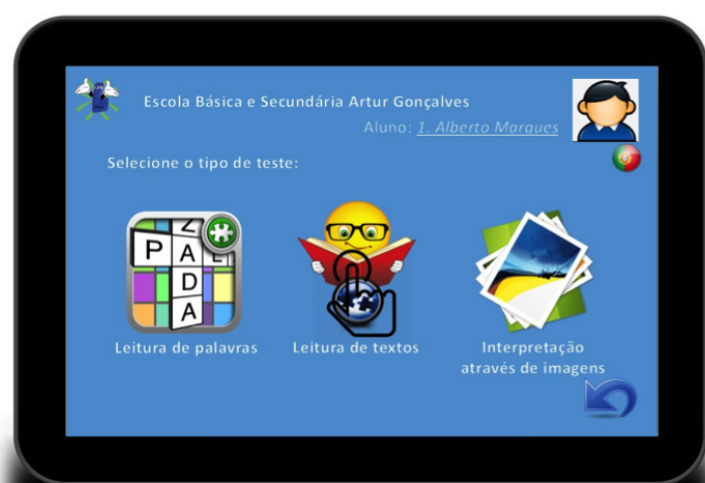 Escola Básica e Secundária Artur Gonçalves
Aluno: 1. Alberto Marques
Selecione o tipo de teste:
Z
P A L
D
A
Leitura de palavras
Leitura de textos
Interpretação
através de imagens